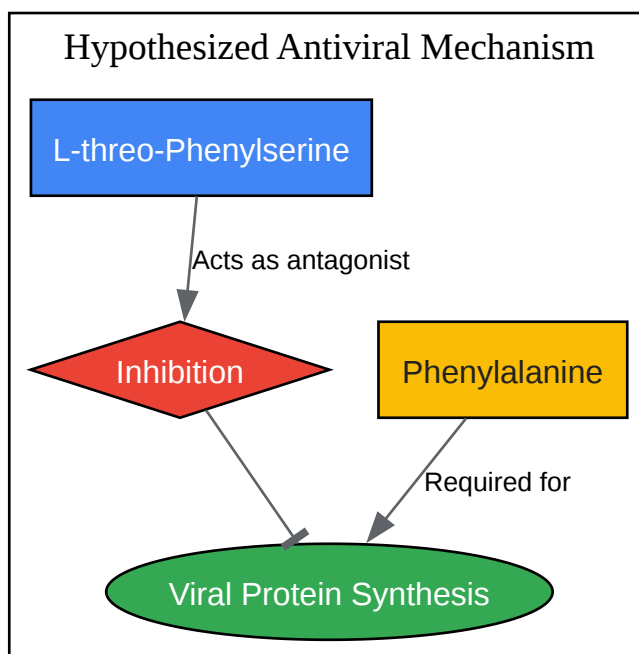 Hypothesized Antiviral Mechanism
L-threo-Phenylserine
Acts as antagonist
Inhibition
Phenylalanine
Required for
Viral Protein Synthesis